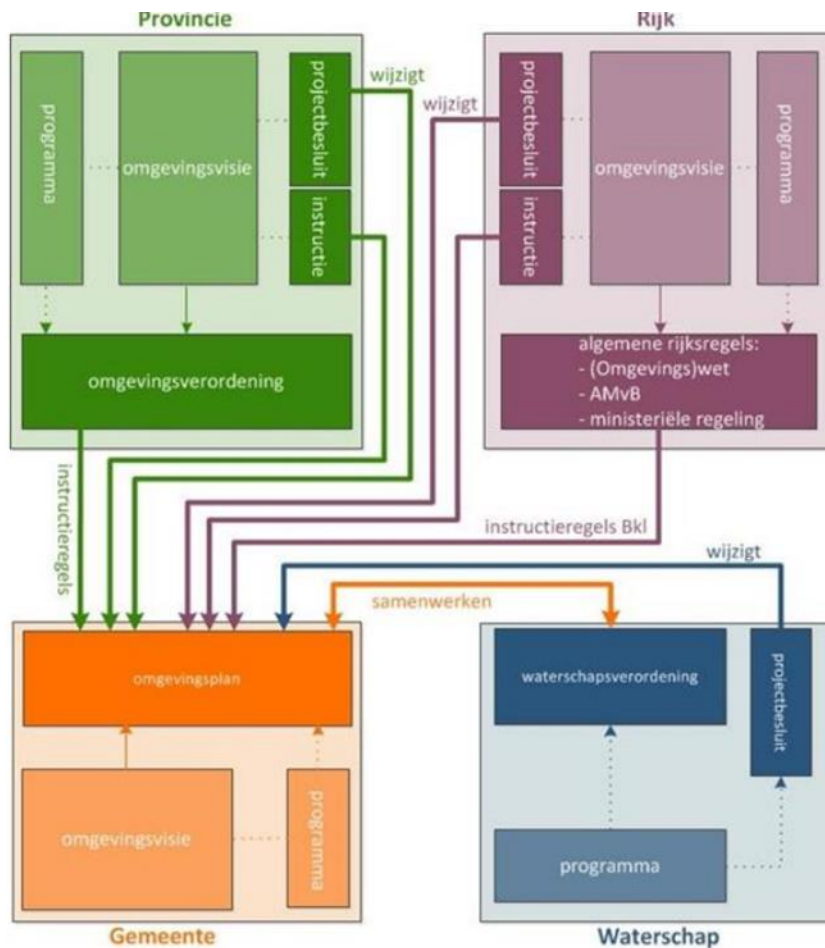 Provincie
programma
omgevingsvisie
projectbesluit
instructie
omgevingsverordening
wijzigt
Rijk
wijzigt
projectbesluit
instructie
omgevingsvisie
programma
algemene rijksregels:
- (Omgevings)wet
- AMvB
- ministeriële regeling
instructieregels
instructieregels Bkl
wijzigt
samenwerken
omgevingsplan
omgevingsvisie
programma
Gemeente
waterschapsverordening
projectbesluit
programma
Waterschap